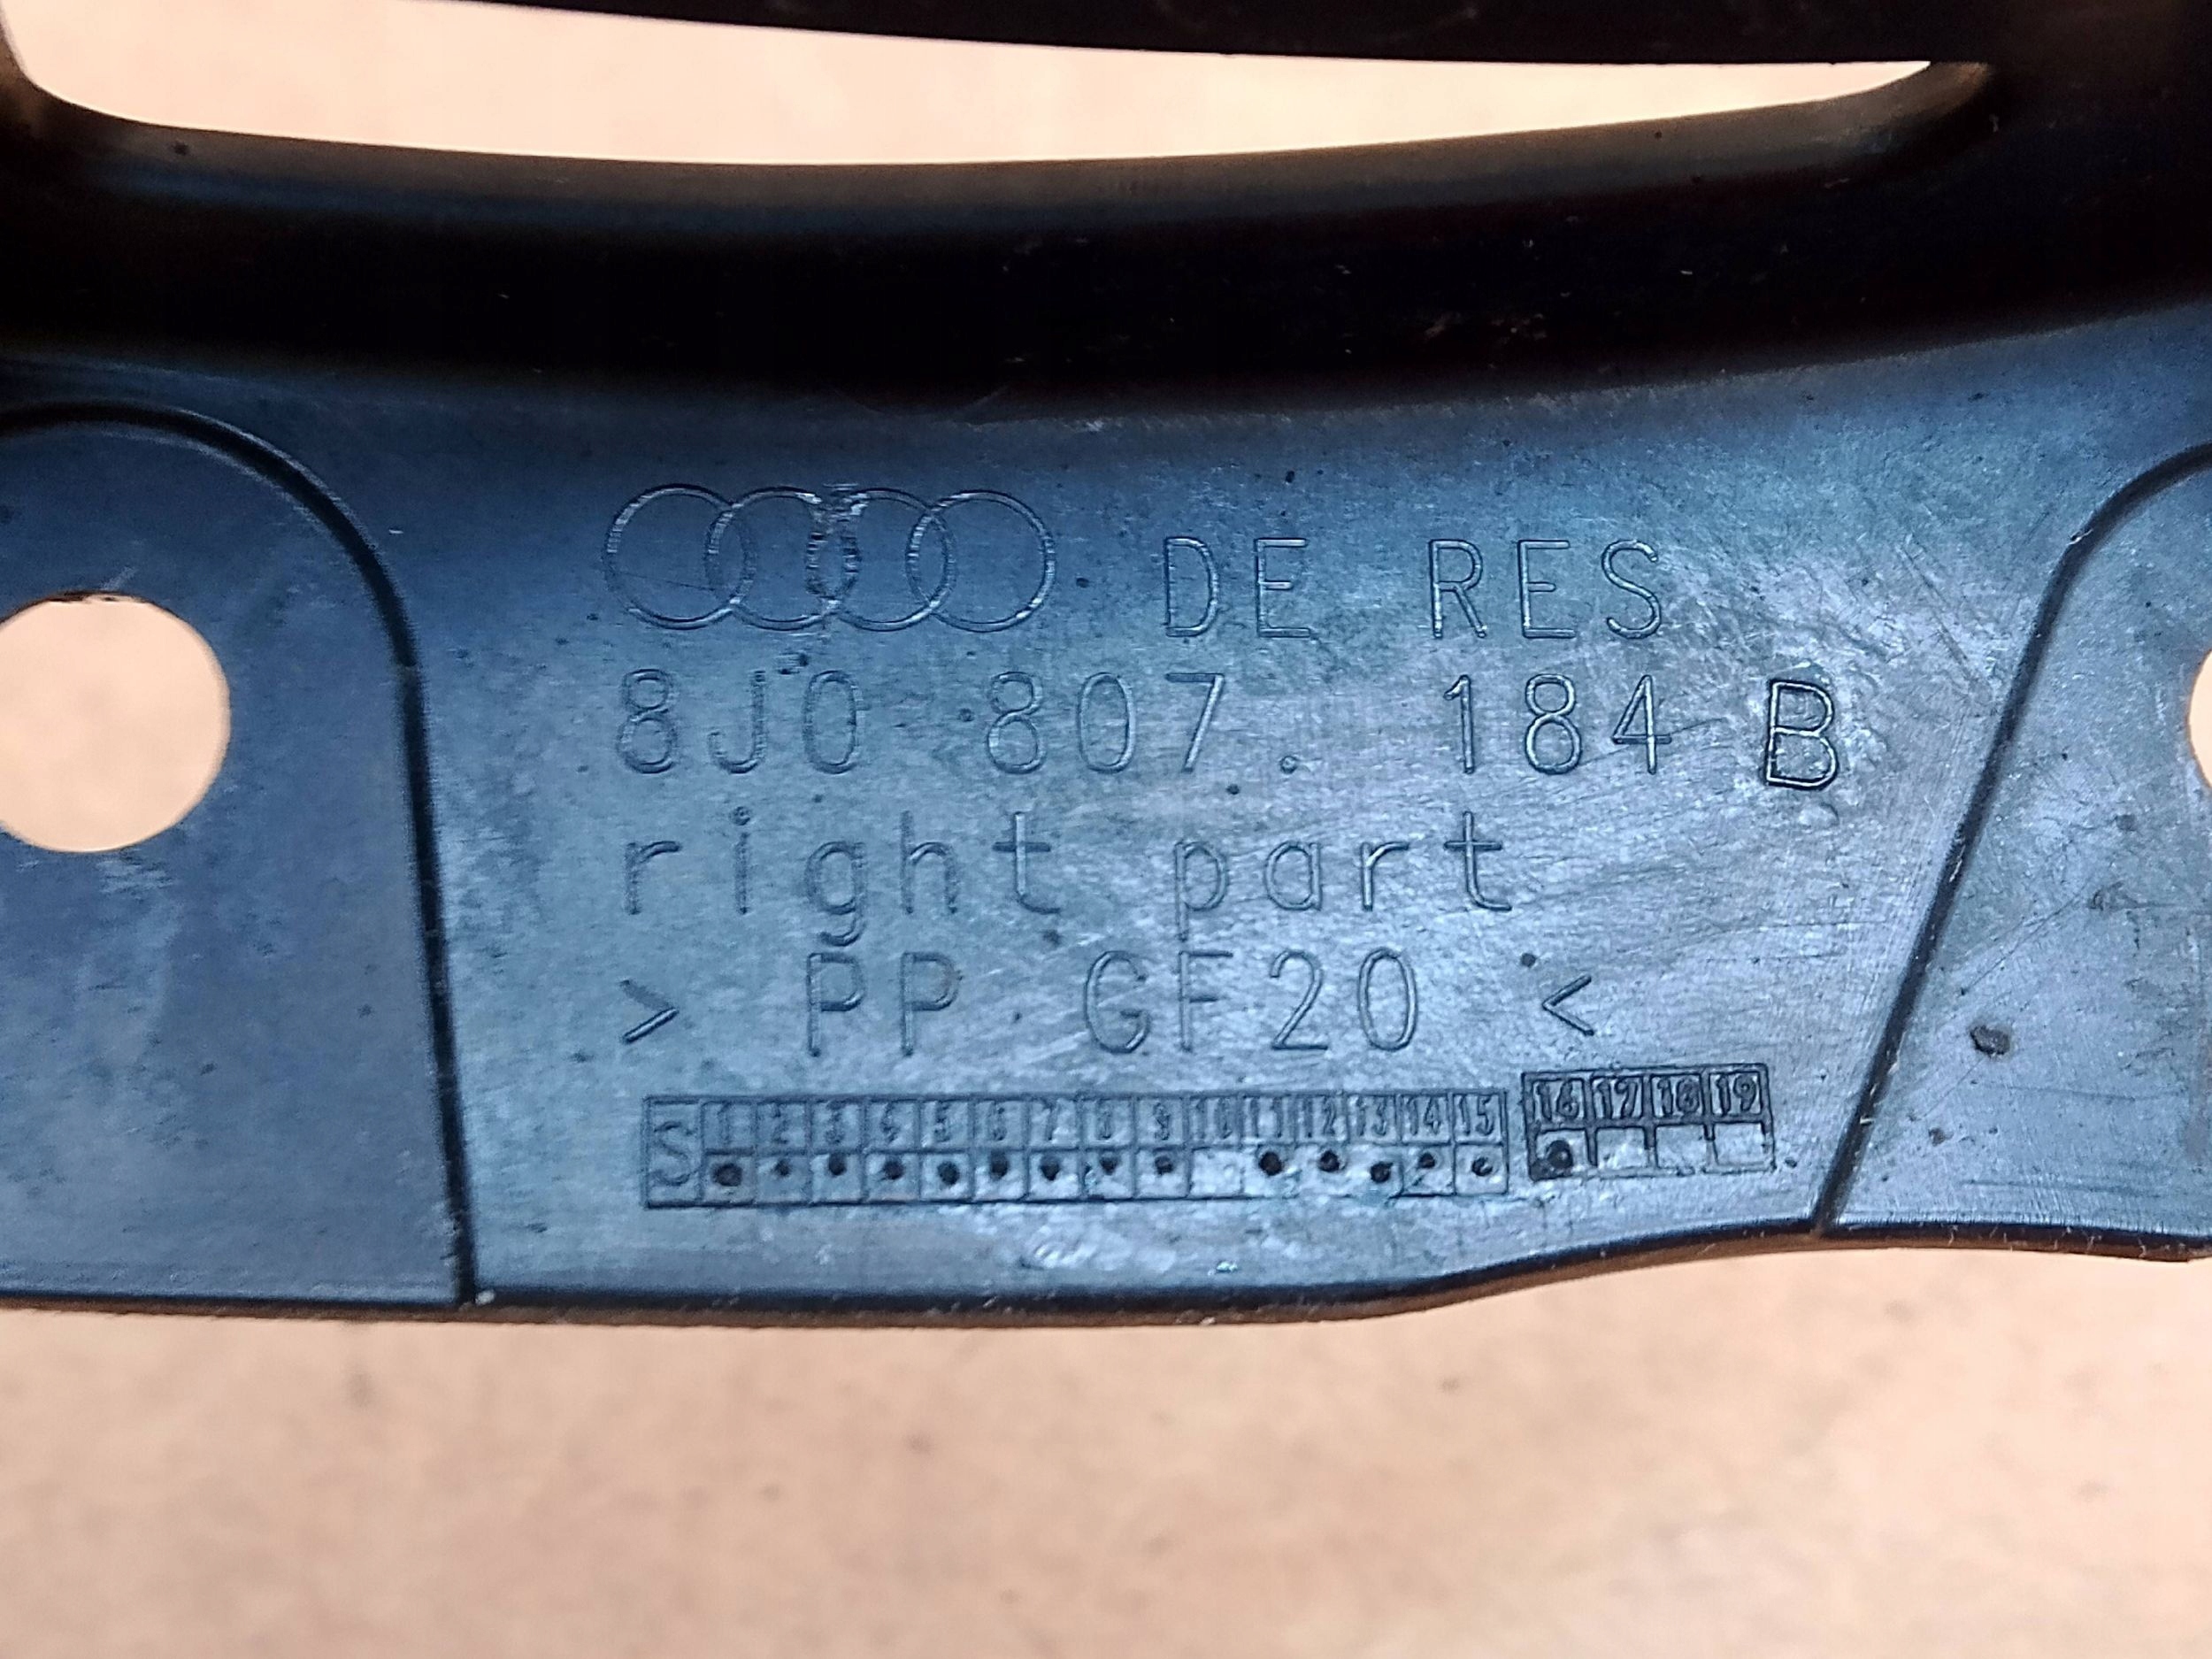 DE RES
8J0 807. 184 B
right part
> PP GF20 <
S 1 2 3 4 5 6 7 8 9 10 11 12 13 14 15 16 17 18 19